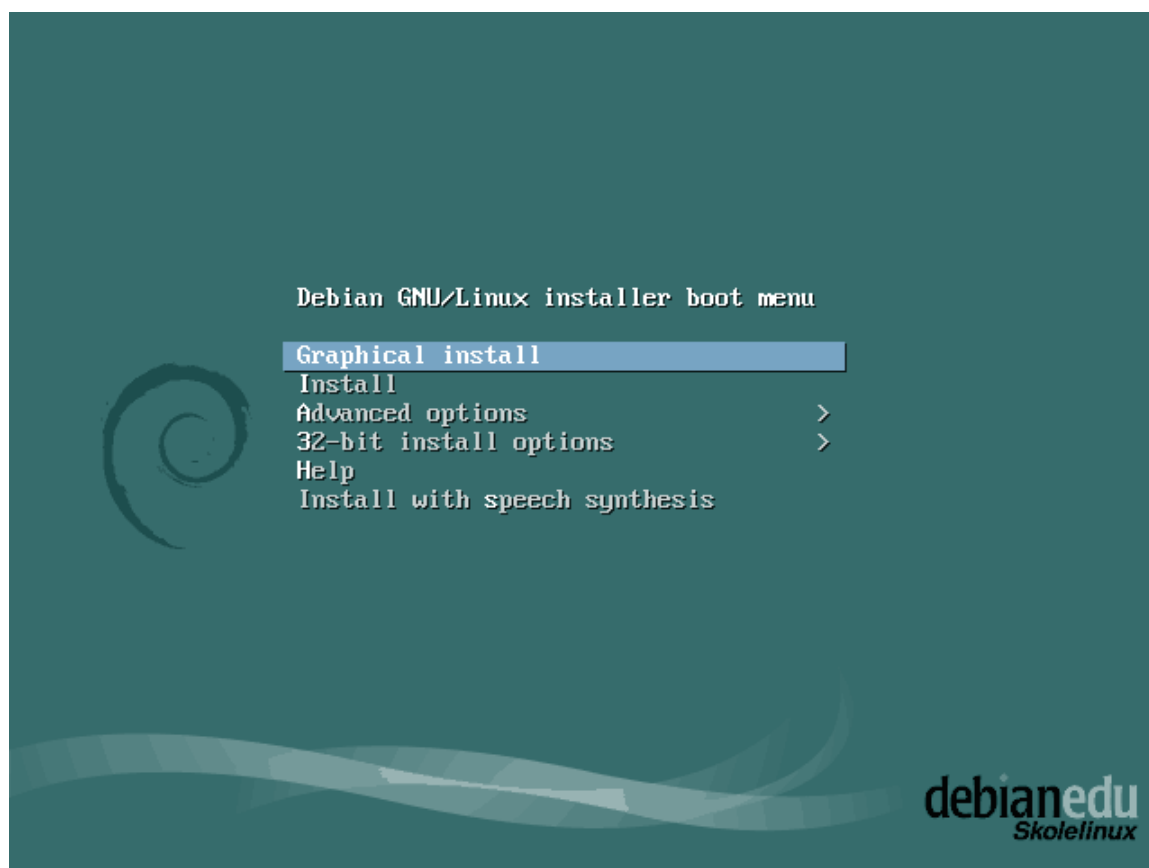 Debian GNU/Linux installer boot menu
Graphical install
Install
Advanced options >
32-bit install options >
Help
Install with speech synthesis
debianedu
Skolelinux